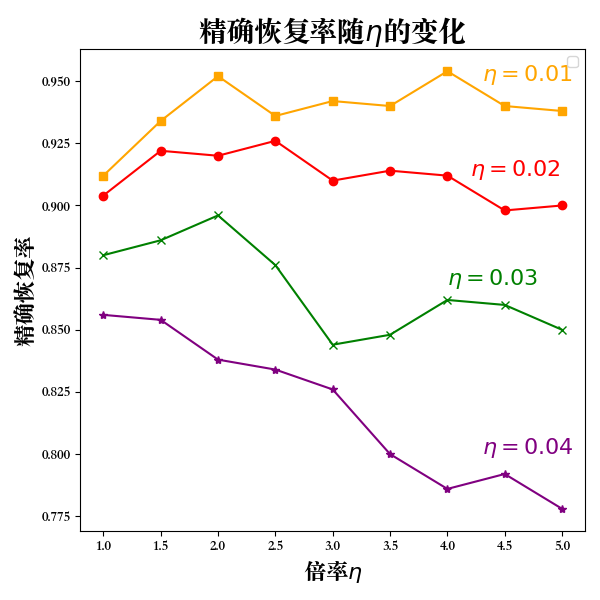 精确恢复率随η的变化
η = 0.01
η = 0.02
η = 0.03
η = 0.04
精确恢复率
0.950
0.925
0.900
0.875
0.850
0.825
0.800
0.775
1.0 1.5 2.0 2.5 3.0 3.5 4.0 4.5 5.0
倍率η